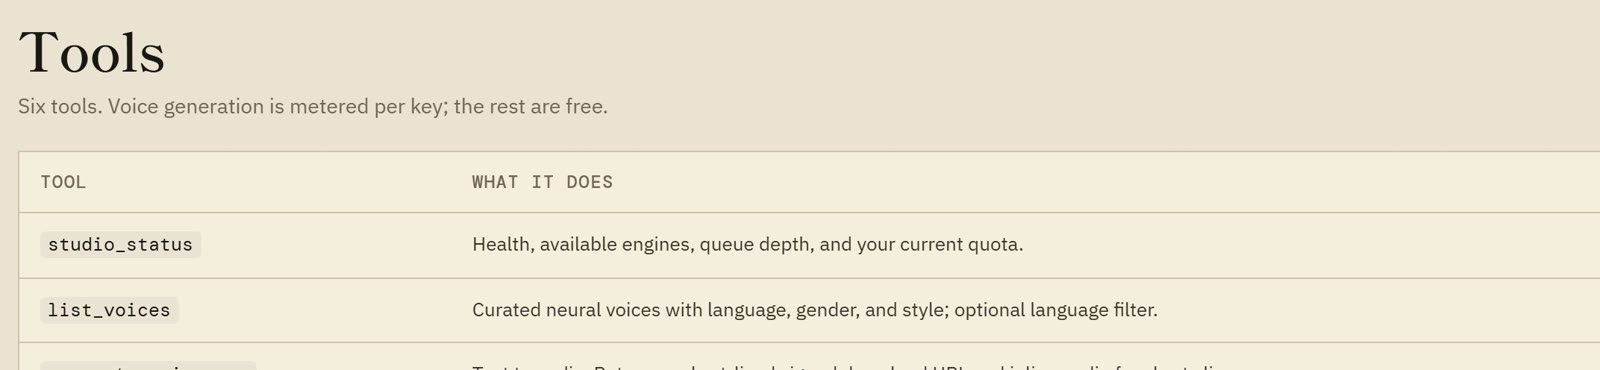 Tools
Six tools. Voice generation is metered per key; the rest are free.
TOOL WHAT IT DOES
studio_status Health, available engines, queue depth, and your current quota.
list_voices Curated neural voices with language, gender, and style; optional language filter.